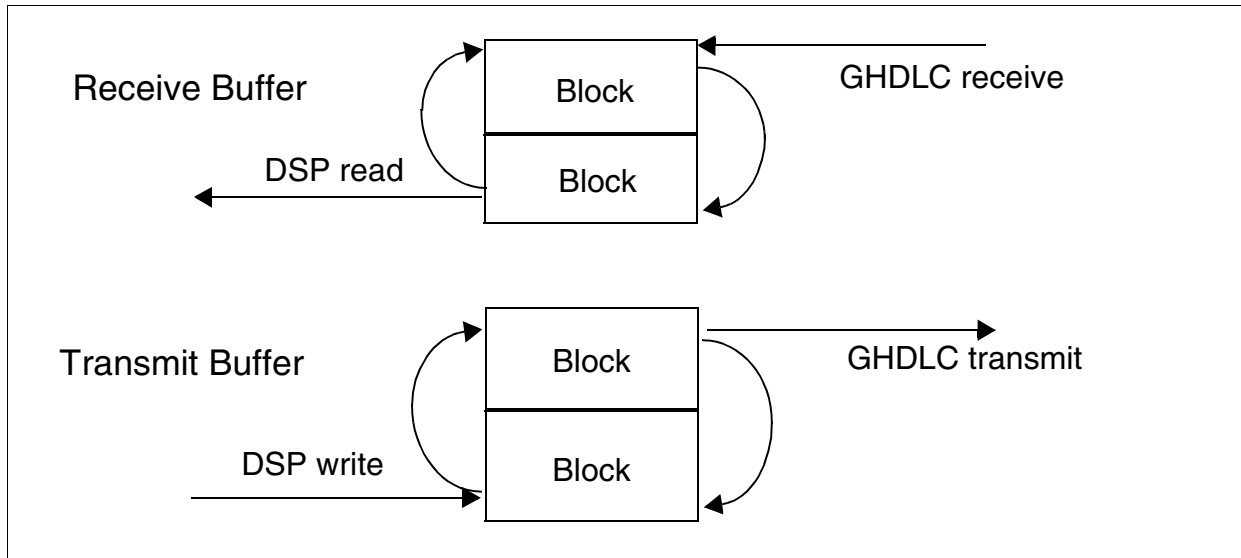 Receive Buffer
Block
GHDLC receive
DSP read
Block
Transmit Buffer
Block
GHDLC transmit
DSP write
Block